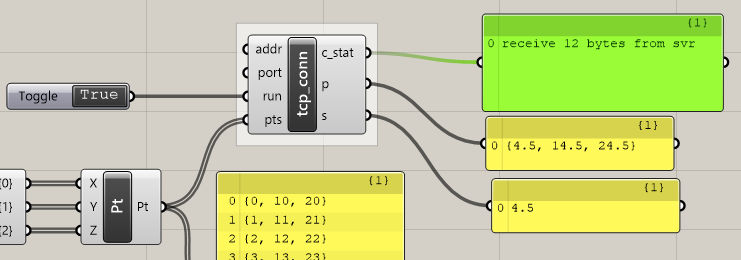 {1}
0 receive 12 bytes from svr
addr
port
run
pts
tcp_conn
c_stat
p
s
Toggle True
{1}
0 {4.5, 14.5, 24.5}
{1}
0 4.5
{0}
{1}
{2}
X
Y
Z
Pt
Pt
{1}
0 {0, 10, 20}
1 {1, 11, 21}
2 {2, 12, 22}
3 {3, 13, 23}